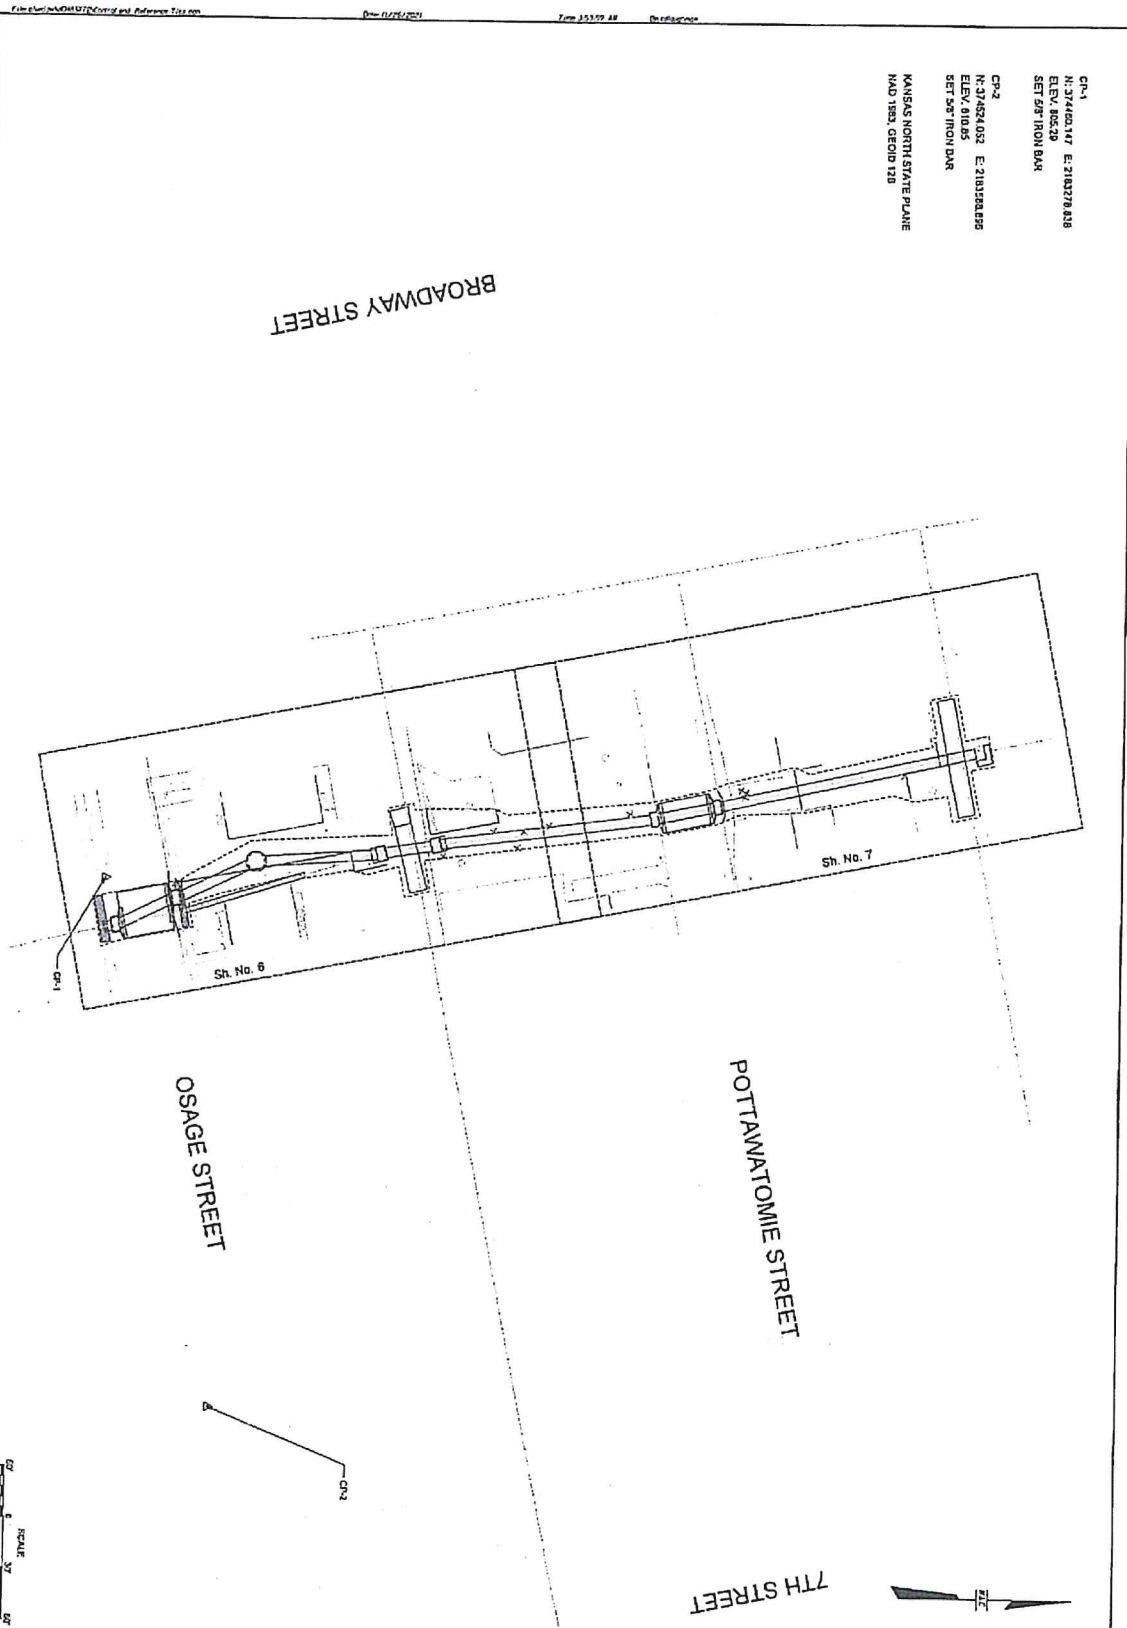 CP-1
N: 374460.147 E: 2183278.838
ELEV. 805.29
SET 5/8" IRON BAR
CP-2
N: 374524.052 E: 2183588.895
ELEV. 810.85
SET 5/8" IRON BAR
KANSAS NORTH STATE PLANE
NAD 1983, GEOID 12B
BROADWAY STREET
Sh. No. 7
Sh. No. 6
CP-1
OSAGE STREET
POTTAWATOMIE STREET
CP-2
7TH STREET
SCALE